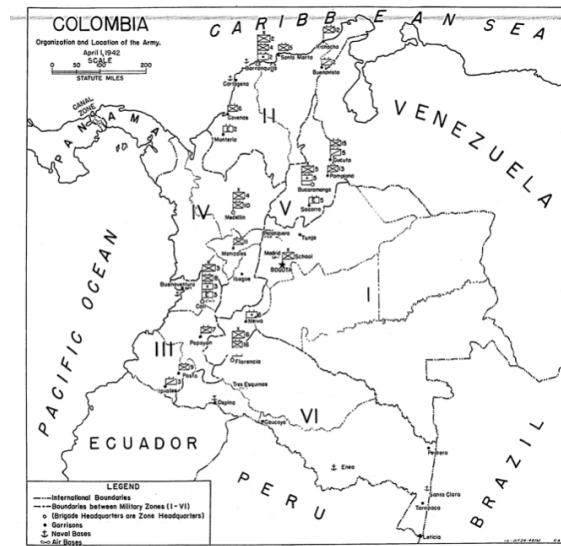 COLOMBIA
Organization and Location of the Army.
April 1, 1942
SCALE
50 100 200
STATUTE MILES
CARIBBEAN SEA
Santa Marta
Riohacha
Barranquilla
Buenavista
Cartagena
Covenas
Monteria
CANAL ZONE
PANAMA
VENEZUELA
II
Cucuta
Pamplona
Bucaramanga
Socorro
IV
V
Medellin
Palanquero
Tunja
Manizales
Madrid
School
BOGOTA
Ibague
I
Buenaventura
Cali
Neiva
PACIFIC OCEAN
III
Popayan
Florencia
Pasto
Ipiales
Tres Esquinas
VI
Ospina
Caucaya
ECUADOR
PERU
BRAZIL
Pedrera
Santa Clara
Tarapaca
Leticia
LEGEND
International Boundaries
Boundaries between Military Zones (I-VI)
(Brigade Headquarters are Zone Headquarters)
Garrisons
Naval Bases
Air Bases